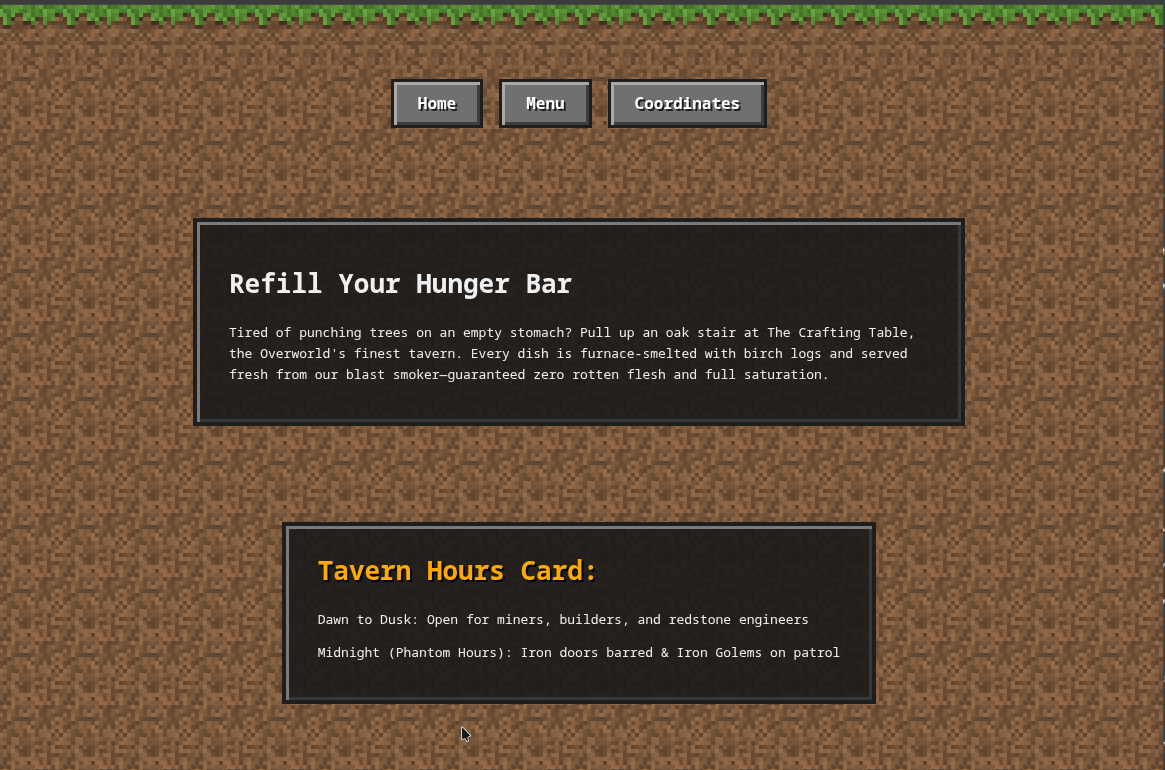 Home Menu Coordinates
Refill Your Hunger Bar
Tired of punching trees on an empty stomach? Pull up an oak stair at The Crafting Table,
the Overworld's finest tavern. Every dish is furnace-smelted with birch logs and served
fresh from our blast smoker—guaranteed zero rotten flesh and full saturation.
Tavern Hours Card:
Dawn to Dusk: Open for miners, builders, and redstone engineers
Midnight (Phantom Hours): Iron doors barred & Iron Golems on patrol